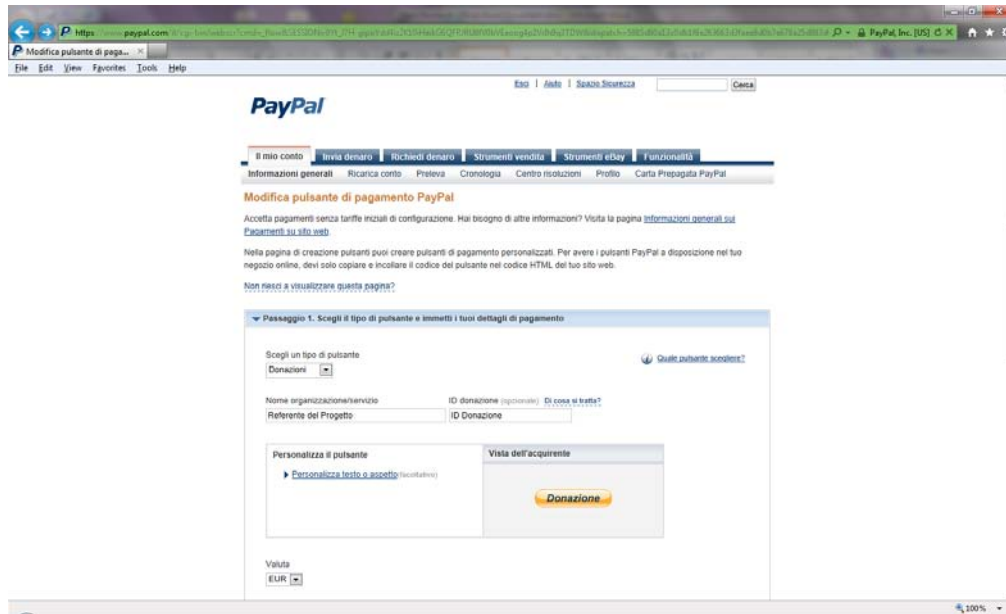 https://www.paypal.com
PayPal, Inc. [US]
Modifica pulsante di paga...
File Edit View Favorites Tools Help
Esci | Aiuto | Spazio Sicurezza
Cerca
PayPal
Il mio conto Invia denaro Richiedi denaro Strumenti vendita Strumenti eBay Funzionalità
Informazioni generali Ricarica conto Preleva Cronologia Centro risoluzioni Profilo Carta Prepagata PayPal
Modifica pulsante di pagamento PayPal
Accetta pagamenti senza tariffe iniziali di configurazione. Hai bisogno di altre informazioni? Visita la pagina Informazioni generali sui
Pagamenti su sito web.
Nella pagina di creazione pulsanti puoi creare pulsanti di pagamento personalizzati. Per avere i pulsanti PayPal a disposizione nel tuo
negozio online, devi solo copiare e incollare il codice del pulsante nel codice HTML del tuo sito web.
Non riesci a visualizzare questa pagina?
Passaggio 1. Scegli il tipo di pulsante e immetti i tuoi dettagli di pagamento
Scegli un tipo di pulsante
Quale pulsante scegliere?
Donazioni
Nome organizzazione/servizio ID donazione (opzionale) Di cosa si tratta?
Referente del Progetto ID Donazione
Personalizza il pulsante Vista dell'acquirente
Personalizza testo o aspetto (facoltativo)
Donazione
Valuta
EUR
100%